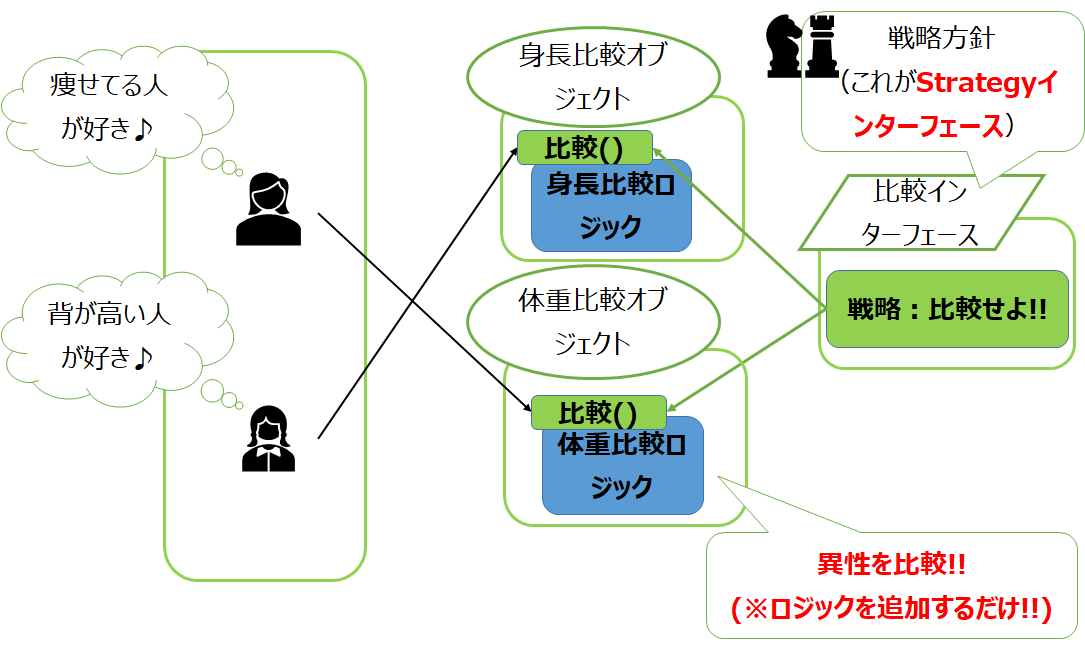 痩せてる人
が好き♪
背が高い人
が好き♪
身長比較オブ
ジェクト
比較()
身長比較ロ
ジック
体重比較オブ
ジェクト
比較()
体重比較ロ
ジック
戦略方針
（これがStrategyイ
ンターフェース）
比較イン
ターフェース
戦略：比較せよ!!
異性を比較!!
(※ロジックを追加するだけ!!)